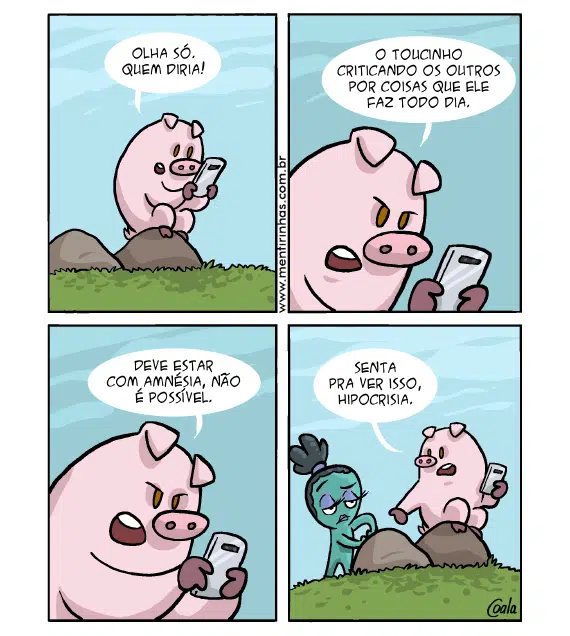 OLHA SÓ.
QUEM DIRIA!
O TOUCINHO
CRITICANDO OS OUTROS
POR COISAS QUE ELE
FAZ TODO DIA.
www.mentirinhas.com.br
DEVE ESTAR
COM AMNÉSIA, NÃO
É POSSÍVEL.
SENTA
PRA VER ISSO,
HIPOCRISIA.
Coala